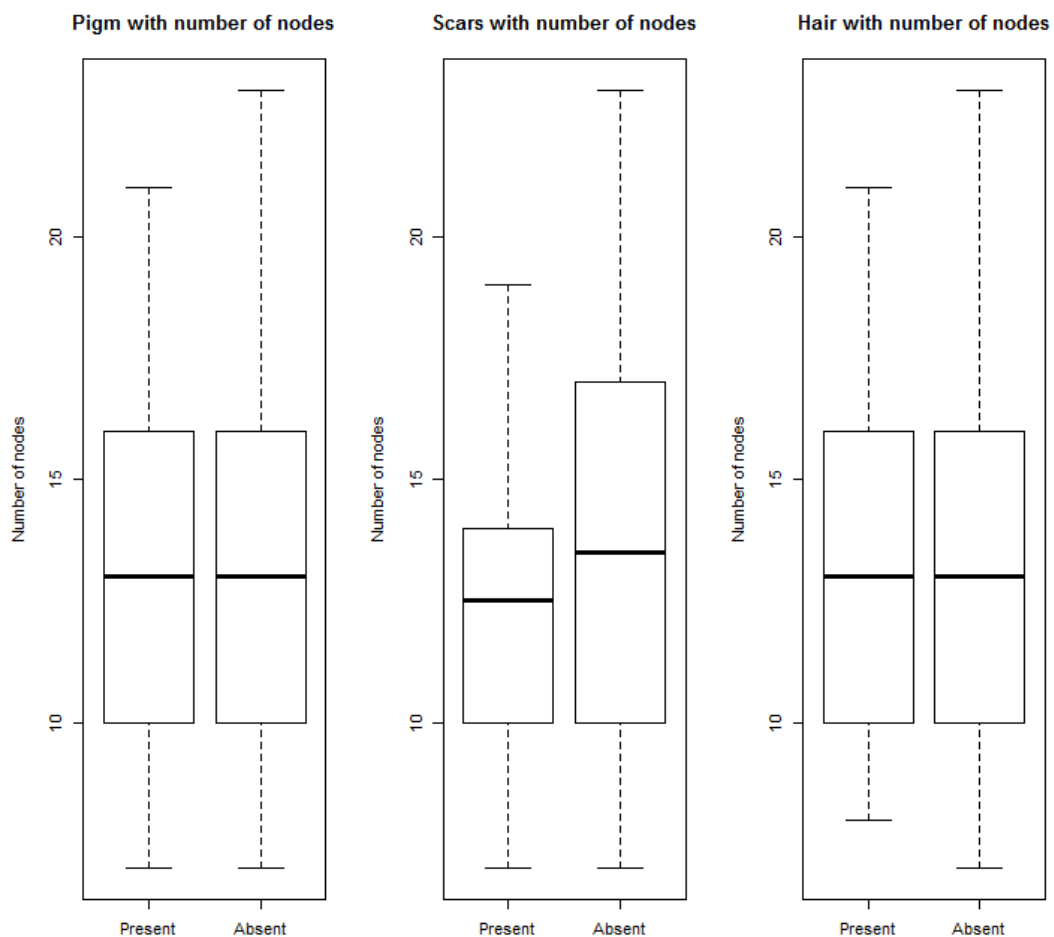 Pigm with number of nodes
Number of nodes
20
15
10
Present
Absent
Scars with number of nodes
Number of nodes
20
15
10
Present
Absent
Hair with number of nodes
Number of nodes
20
15
10
Present
Absent